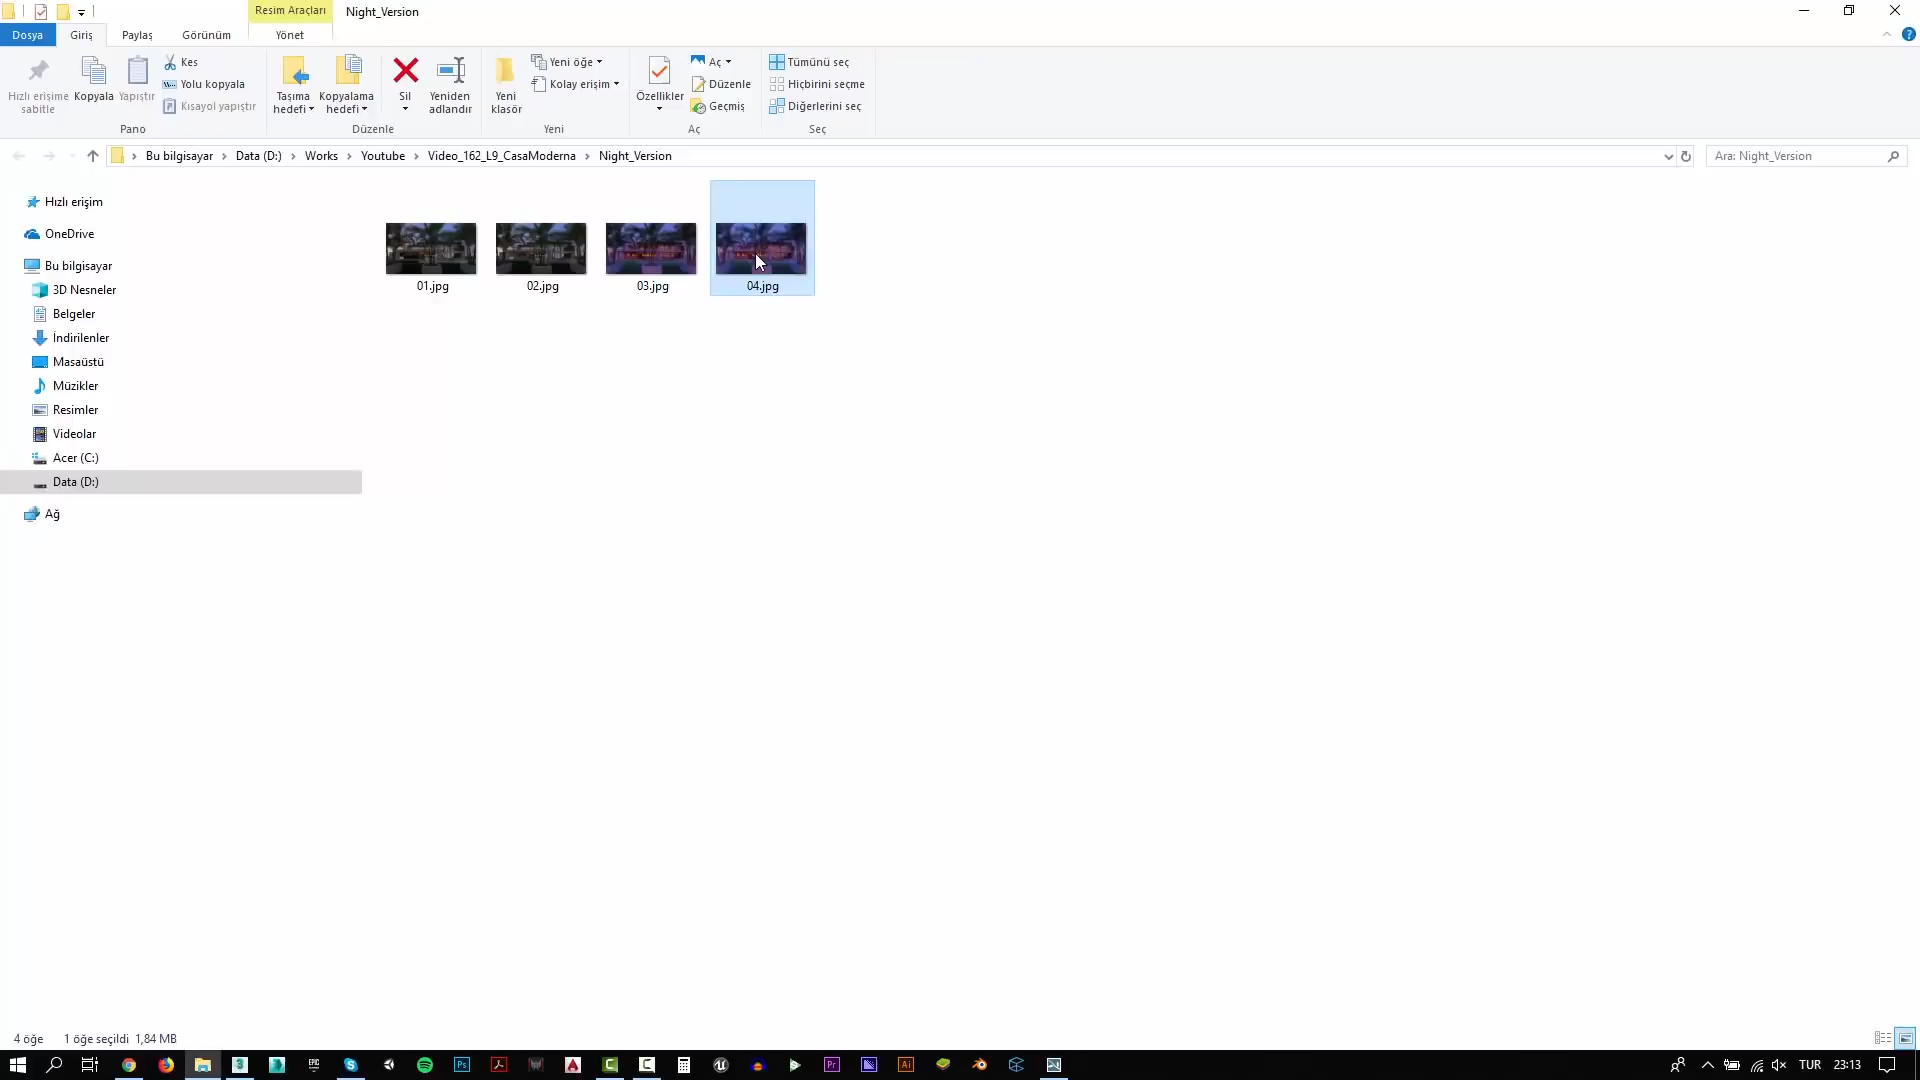 Resim Araçları
Night_Version
Dosya
Giriş
Paylaş
Görünüm
Yönet
Hızlı erişime sabitle
Kopyala
Yapıştır
Kes
Yolu kopyala
Kısayol yapıştır
Pano
Taşıma hedefi
Kopyalama hedefi
Sil
Yeniden adlandır
Düzenle
Yeni klasör
Yeni öğe
Kolay erişim
Yeni
Özellikler
Aç
Düzenle
Geçmiş
Aç
Tümünü seç
Hiçbirini seçme
Diğerlerini seç
Seç
Bu bilgisayar
Data (D:)
Works
Youtube
Video_162_L9_CasaModerna
Night_Version
Ara: Night_Version
Hızlı erişim
OneDrive
Bu bilgisayar
3D Nesneler
Belgeler
İndirilenler
Masaüstü
Müzikler
Resimler
Videolar
Acer (C:)
Data (D:)
Ağ
01.jpg
02.jpg
03.jpg
04.jpg
4 öğe
1 öğe seçildi 1,84 MB
EPIC
Ps
Pr
Ai
TUR
23:13